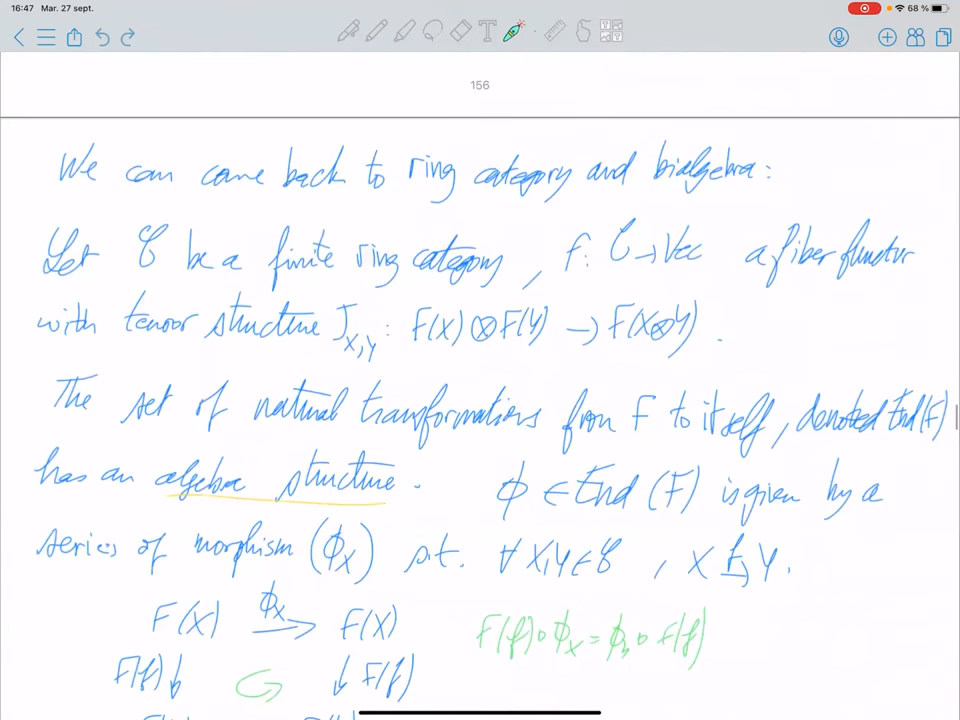 16:47 Mar. 27 sept. 68 %
156
We can come back to ring category and bialgebra :
Let 𝒞 be a finite ring category, F: 𝒞 → Vec a fiber functor
with tensor structure J_{X,Y} : F(X) ⊗ F(Y) → F(X⊗Y) .
The set of natural transformations from F to itself, denoted End(F)
has an algebra structure . ϕ ∈ End (F) is given by a
series of morphism (ϕ_X) s.t. ∀ X,Y ∈ 𝒞 , X →^f Y .
F(X) →^{ϕ_X} F(X)
F(f) ∘ ϕ_X = ϕ_Y ∘ F(f)
F(f) ↓ ↓ F(f)